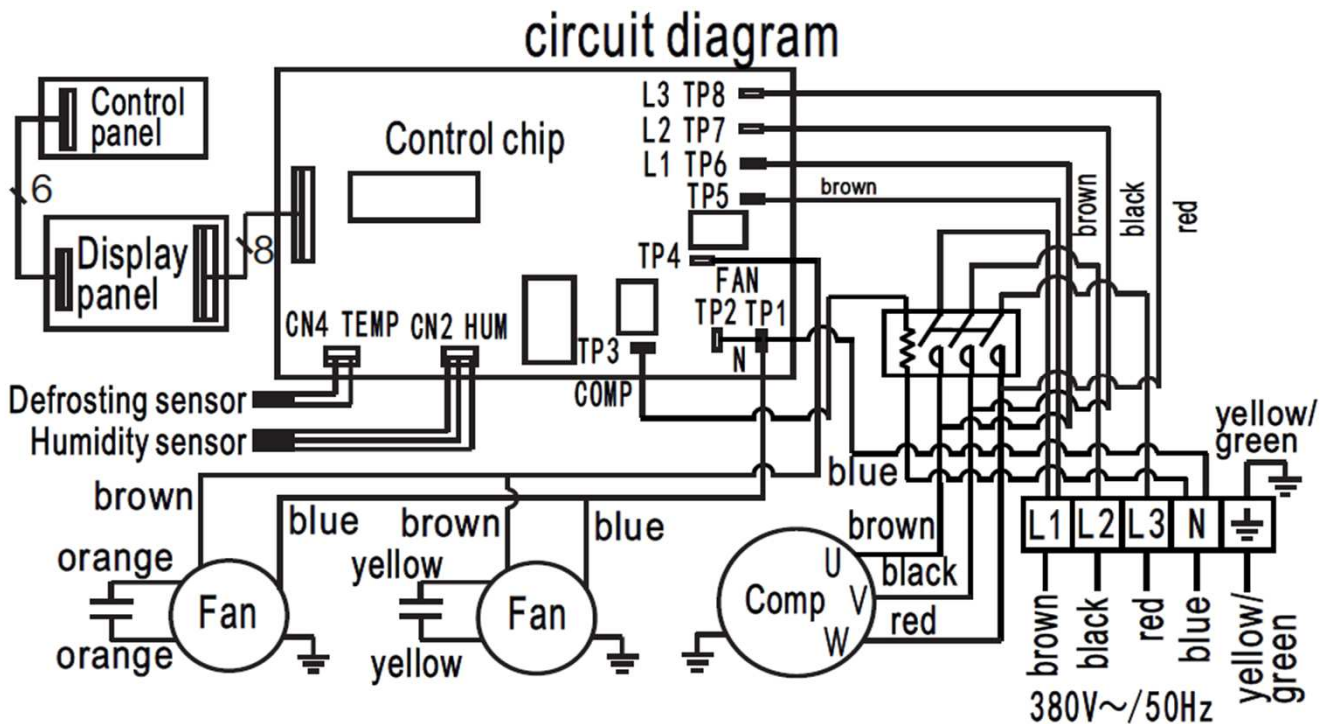 circuit diagram
Control
panel
6
Display
panel
8
Control chip
L3 TP8
L2 TP7
L1 TP6
TP5
brown
TP4
FAN
TP2 TP1
N
TP3
COMP
CN4 TEMP
CN2 HUM
brown
black
red
Defrosting sensor
Humidity sensor
brown
blue
brown
blue
orange
orange
Fan
yellow
yellow
Fan
blue
brown
black
red
Comp
U
V
W
yellow/
green
L1
L2
L3
N
brown
black
red
blue
yellow/
green
380V~/50Hz